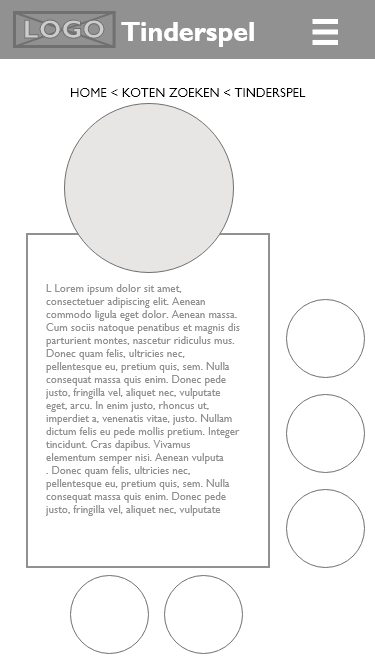 LOGO Tinderspel
HOME < KOTEN ZOEKEN < TINDERSPEL
L Lorem ipsum dolor sit amet,
consectetuer adipiscing elit. Aenean
commodo ligula eget dolor. Aenean massa.
Cum sociis natoque penatibus et magnis dis
parturient montes, nascetur ridiculus mus.
Donec quam felis, ultricies nec,
pellentesque eu, pretium quis, sem. Nulla
consequat massa quis enim. Donec pede
justo, fringilla vel, aliquet nec, vulputate
eget, arcu. In enim justo, rhoncus ut,
imperdiet a, venenatis vitae, justo. Nullam
dictum felis eu pede mollis pretium. Integer
tincidunt. Cras dapibus. Vivamus
elementum semper nisi. Aenean vulputa
. Donec quam felis, ultricies nec,
pellentesque eu, pretium quis, sem. Nulla
consequat massa quis enim. Donec pede
justo, fringilla vel, aliquet nec, vulputate